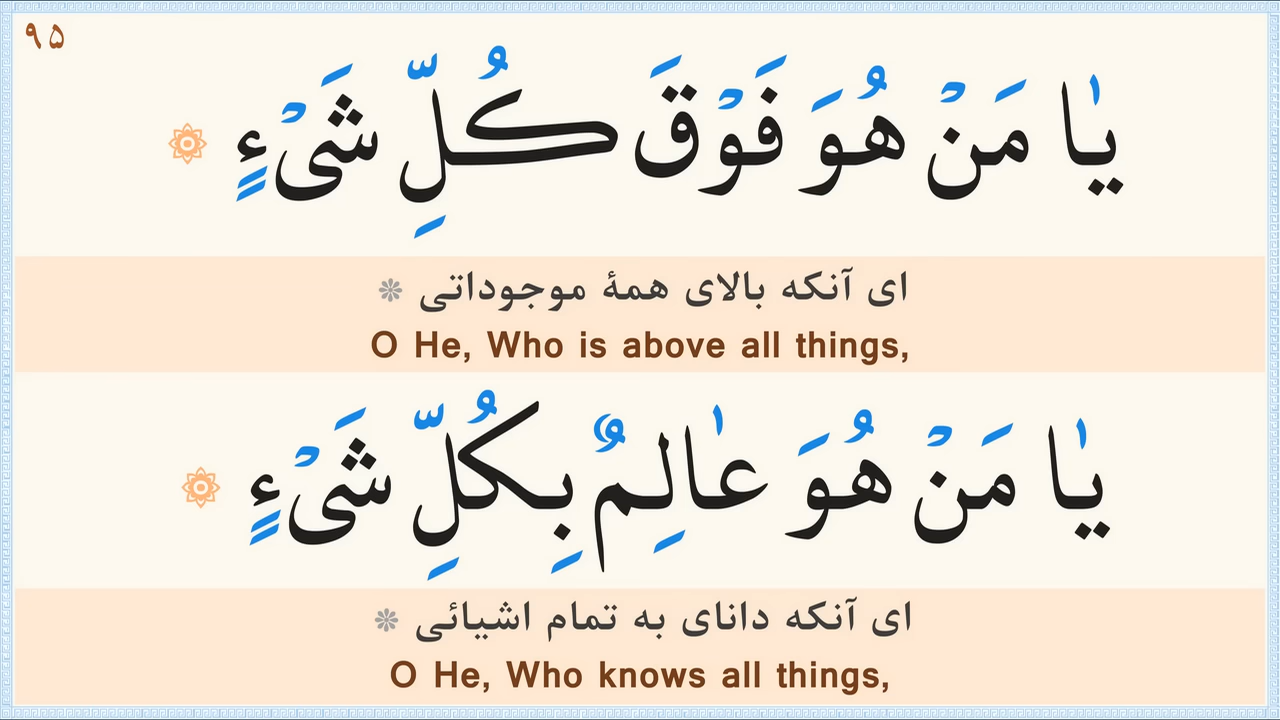 ۹۵
یٰا مَنْ هُوَ فَوْقَ كُلِّ شَیْءٍ
ای آنکه بالای همهٔ موجوداتی
O He, Who is above all things,
یٰا مَنْ هُوَ عٰالِمٌ بِكُلِّ شَیْءٍ
ای آنکه دانای به تمام اشیائی
O He, Who knows all things,